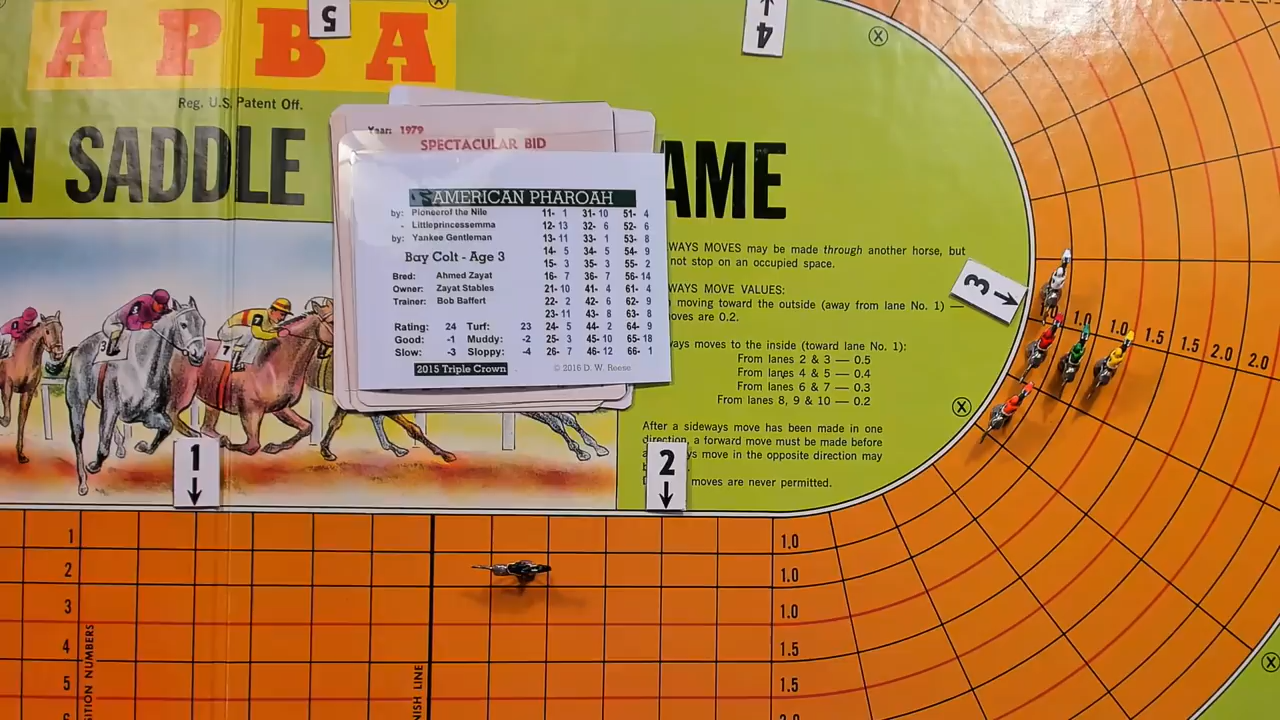 5
4
APBA
Reg. U.S. Patent Off.
N SADDLE AME
Year: 1979
SPECTACULAR BID
AMERICAN PHAROAH
by: Pioneerof the Nile
- Littleprincessemma
by: Yankee Gentleman
Bay Colt - Age 3
Bred: Ahmed Zayat
Owner: Zayat Stables
Trainer: Bob Baffert
Rating: 24 Turf: 23
Good: -1 Muddy: -2
Slow: -3 Sloppy: -4
2015 Triple Crown
11- 1 31- 10 51- 4
12- 13 32- 6 52- 6
13- 11 33- 1 53- 8
14- 5 34- 5 54- 9
15- 3 35- 3 55- 2
16- 7 36- 7 56- 14
21- 10 41- 4 61- 4
22- 2 42- 6 62- 9
23- 11 43- 8 63- 8
24- 5 44- 2 64- 9
25- 3 45- 10 65- 18
26- 7 46- 12 66- 1
© 2016 D. W. Reese
WAYS MOVES may be made through another horse, but
not stop on an occupied space.
WAYS MOVE VALUES:
moving toward the outside (away from lane No. 1) —
oves are 0.2.
ways moves to the inside (toward lane No. 1):
From lanes 2 & 3 — 0.5
From lanes 4 & 5 — 0.4
From lanes 6 & 7 — 0.3
From lanes 8, 9 & 10 — 0.2
After a sideways move has been made in one
direction, a forward move must be made before
ys move in the opposite direction may
moves are never permitted.
3
1.0 1.0 1.5 1.5 2.0 2.0
3
7
1
2
1 1.0
2 1.0
3 1.0
4 1.5
5 1.5
6 2.0
SITION NUMBERS
NISH LINE
X
X
X